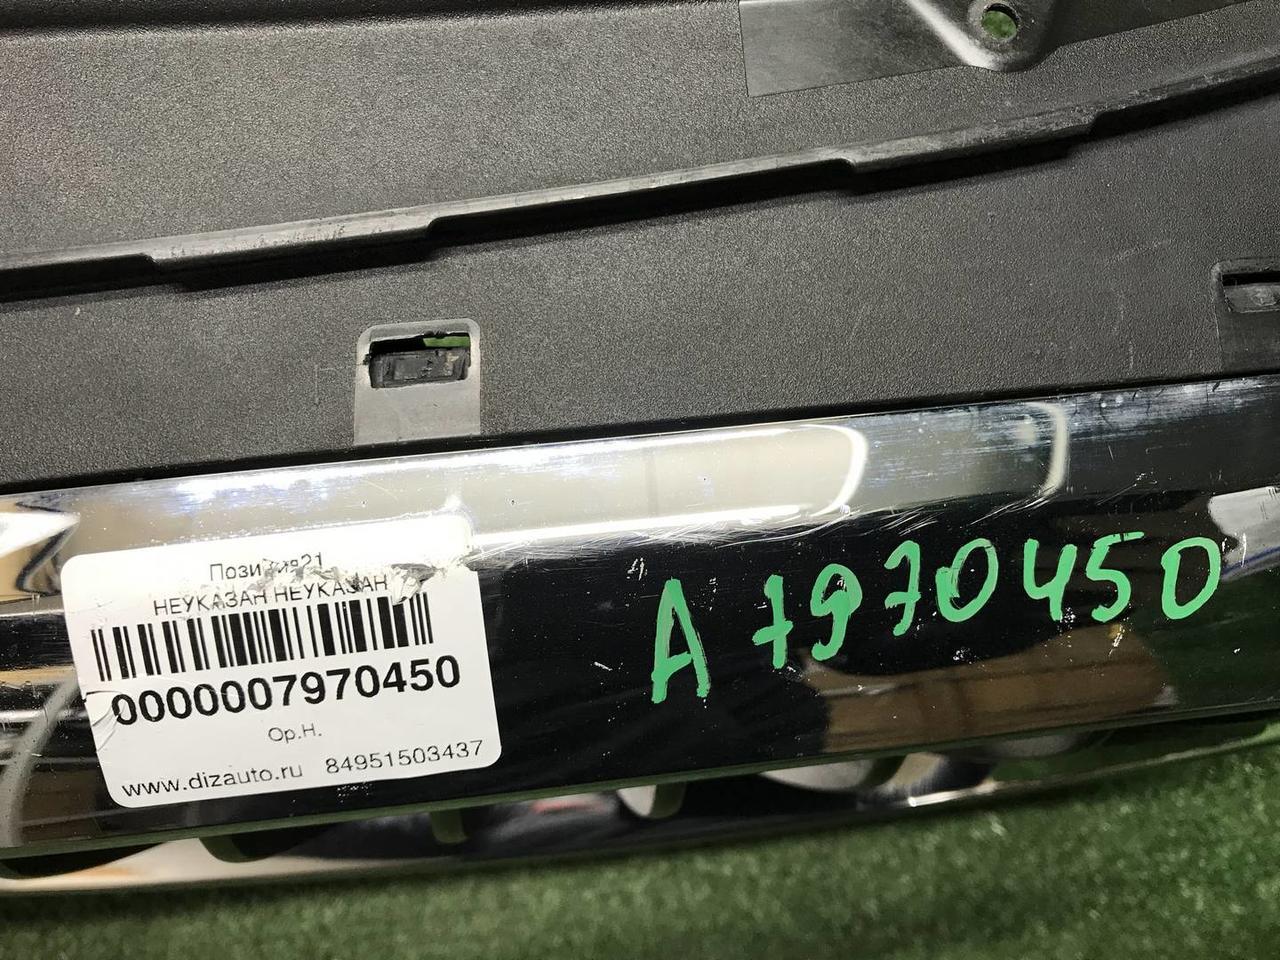 Позиция21
НЕУКАЗАН НЕУКАЗАН
0000007970450
Ор.Н.
www.dizauto.ru 84951503437
A 7970450